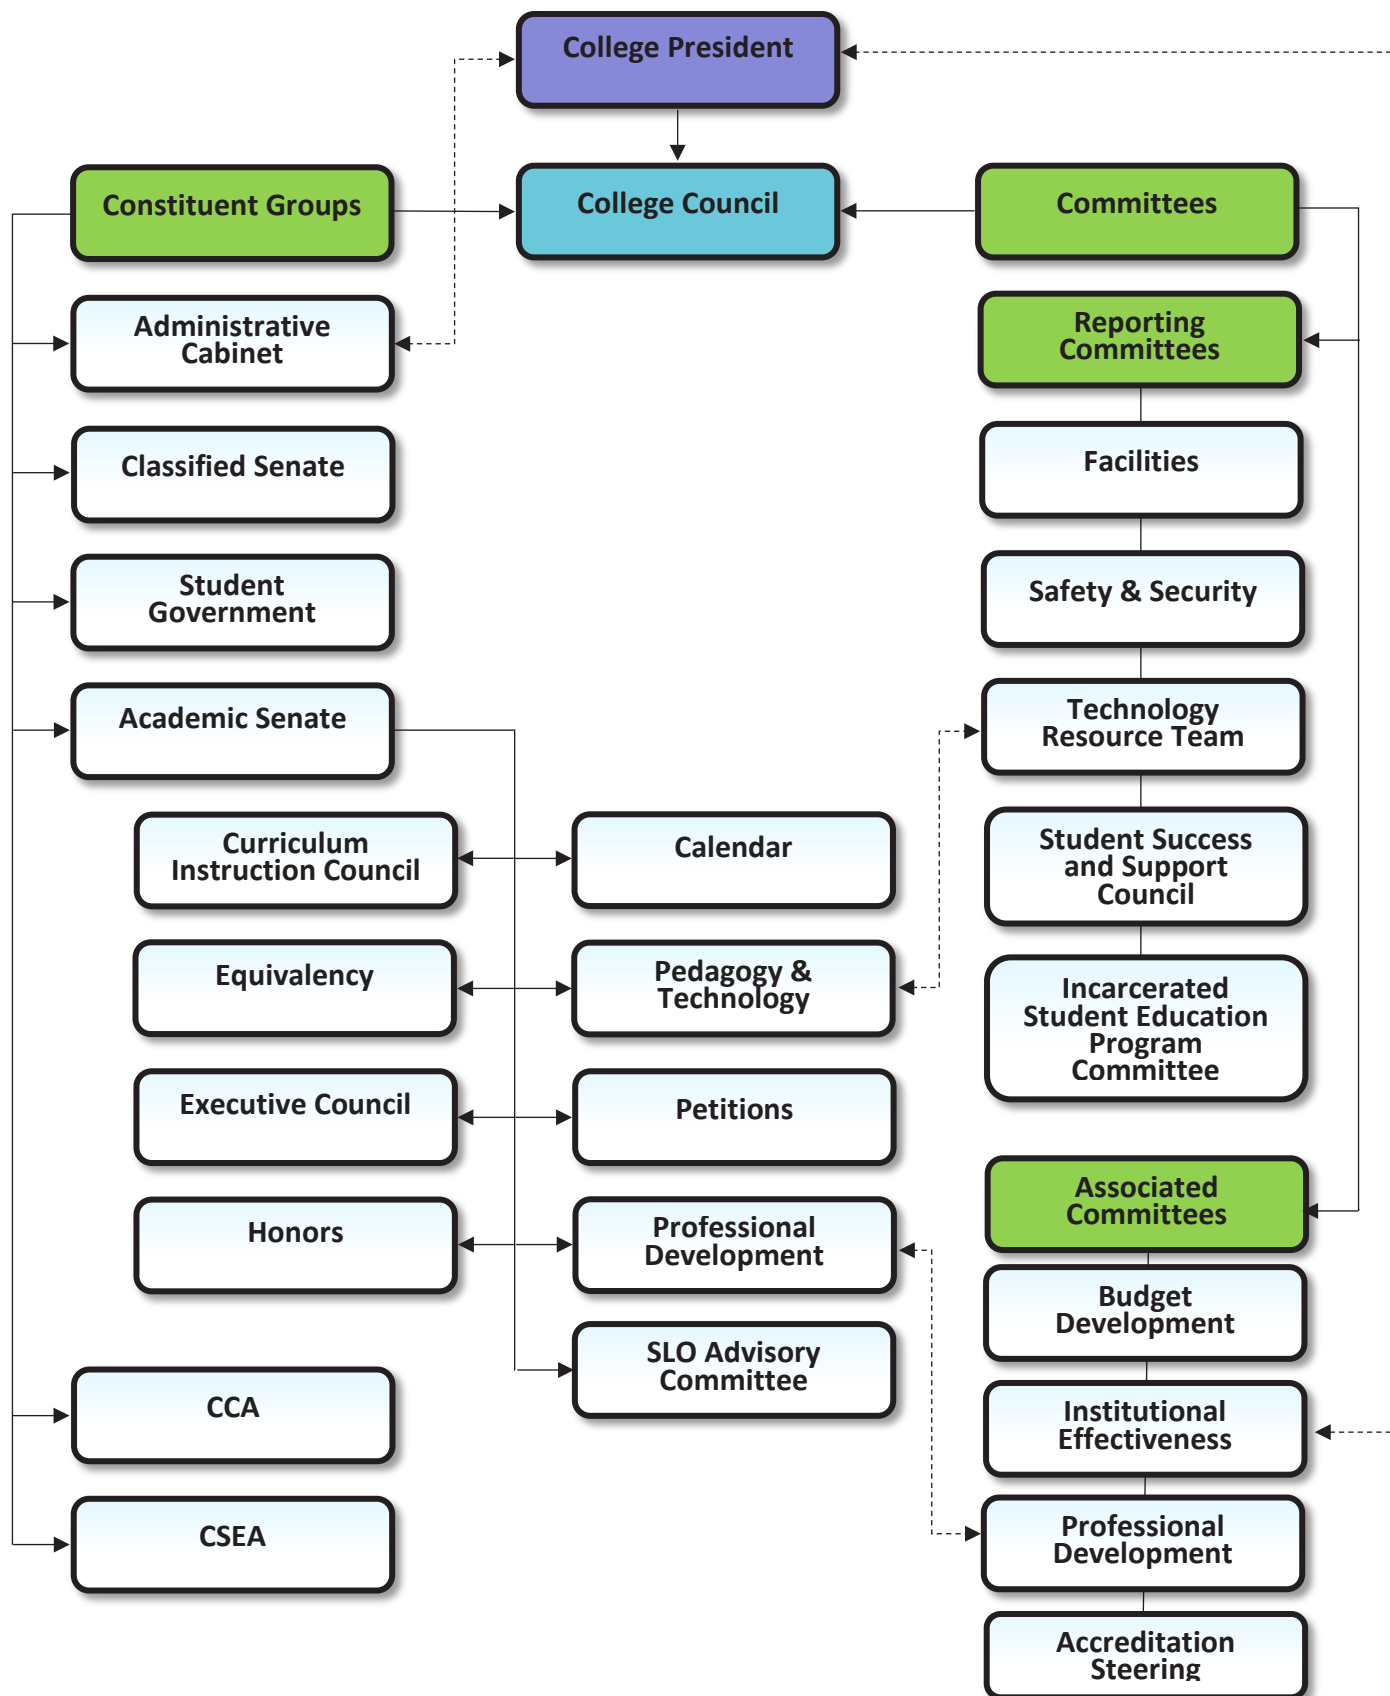 College President
Constituent Groups
College Council
Committees
Administrative
Cabinet
Classified Senate
Student
Government
Academic Senate
Curriculum
Instruction Council
Equivalency
Executive Council
Honors
CCA
CSEA
Calendar
Pedagogy &
Technology
Petitions
Professional
Development
SLO Advisory
Committee
Reporting
Committees
Facilities
Safety & Security
Technology
Resource Team
Student Success
and Support
Council
Incarcerated
Student Education
Program
Committee
Associated
Committees
Budget
Development
Institutional
Effectiveness
Professional
Development
Accreditation
Steering